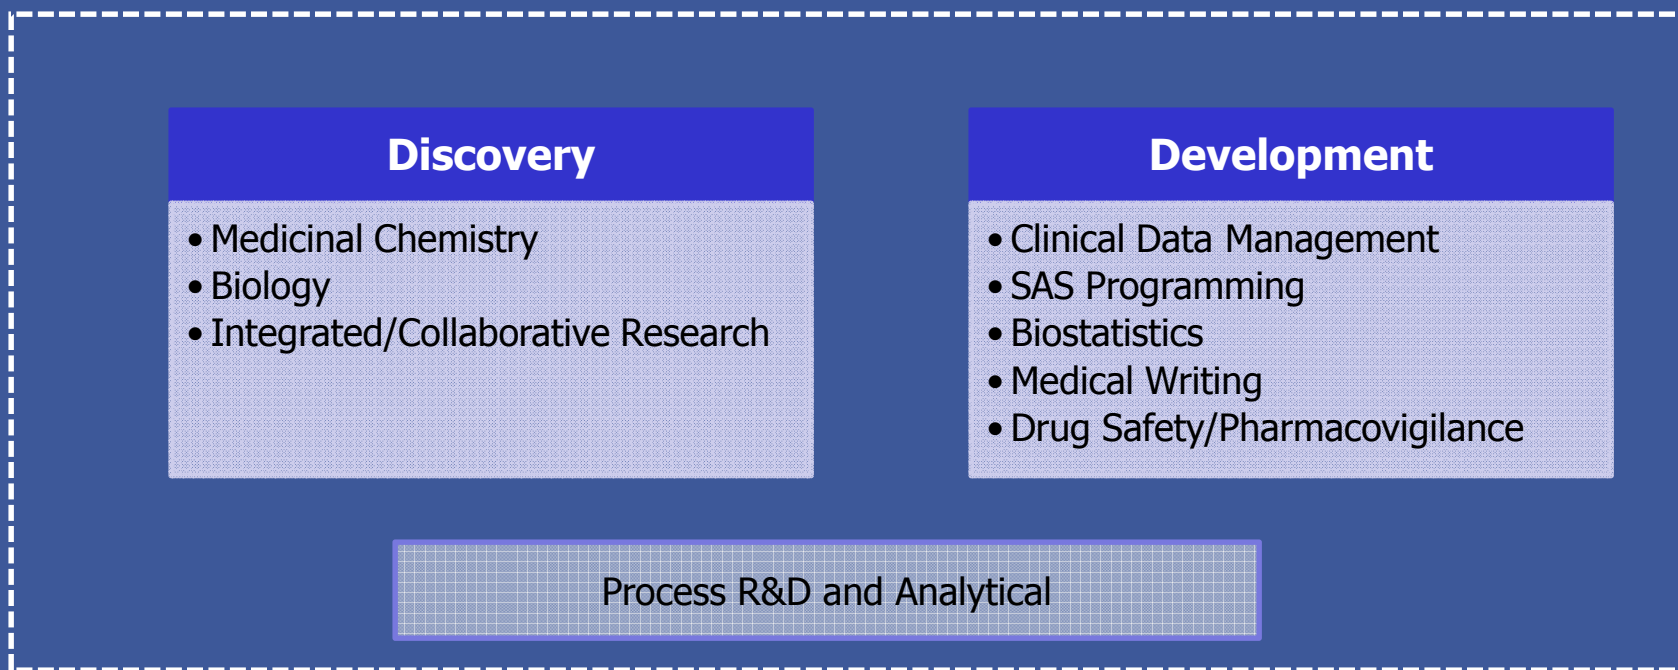 Discovery
• Medicinal Chemistry
• Biology
• Integrated/Collaborative Research
Development
• Clinical Data Management
• SAS Programming
• Biostatistics
• Medical Writing
• Drug Safety/Pharmacovigilance
Process R&D and Analytical